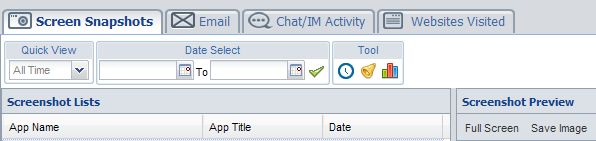 Screen Snapshots Email Chat/IM Activity Websites Visited
Quick View Date Select Tool
All Time To
Screenshot Lists Screenshot Preview
App Name App Title Date Full Screen Save Image